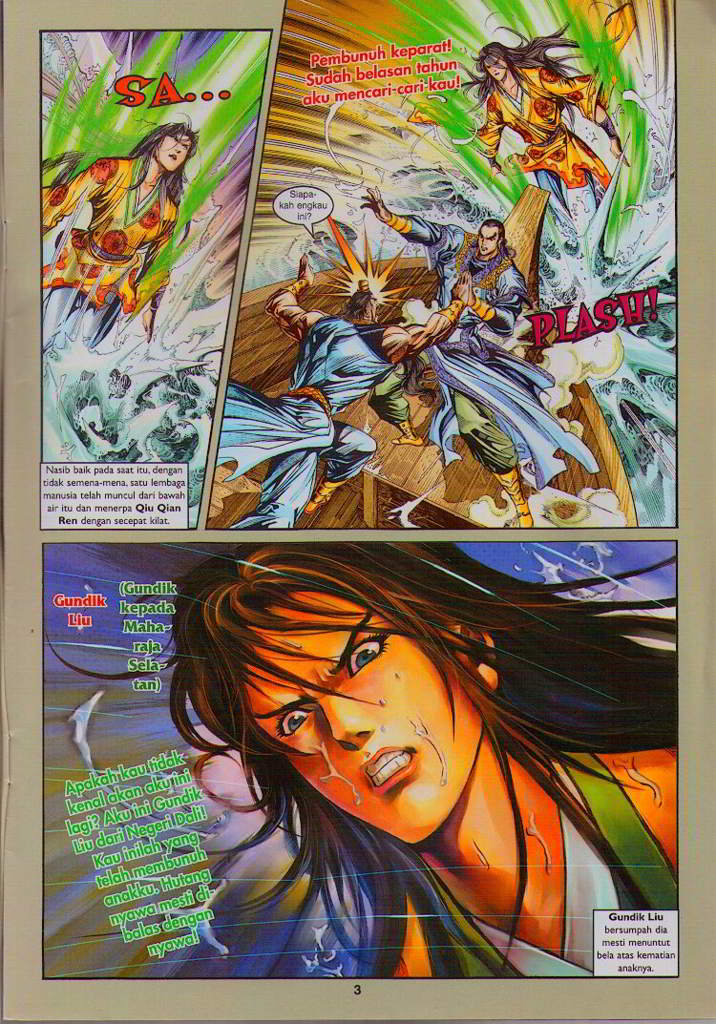 SA...
Nasib baik pada saat itu, dengan
tidak semena-mena, satu lembaga
manusia telah muncul dari bawah
air itu dan menerpa Qiu Qian
Ren dengan secepat kilat.
Pembunuh keparat!
Sudah belasan tahun
aku mencari-cari-kau!
Siapa-
kah engkau
ini?
PLASH!
Gundik
Liu
(Gundik
kepada
Maha-
raja
Sela-
tan)
Apakah kau tidak
kenal akan aku ini
lagi? Aku ini Gundik
Liu dari Negeri Dali!
Kau inilah yang
telah membunuh
anakku. Hutang
nyawa mesti di-
balas dengan
nyawa!
Gundik Liu
bersumpah dia
mesti menuntut
bela atas kematian
anaknya.
3